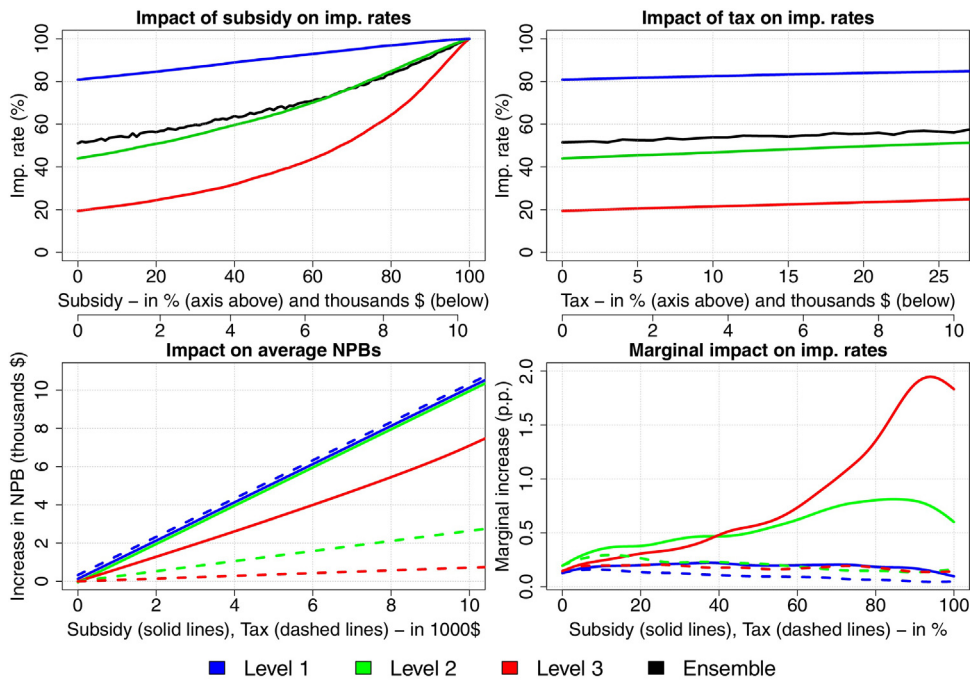 Impact of subsidy on imp. rates
Imp. rate (%)
100
80
60
40
20
0
0 20 40 60 80 100
Subsidy – in % (axis above) and thousands $ (below)
0 2 4 6 8 10
Impact of tax on imp. rates
Imp. rate (%)
100
80
60
40
20
0
0 5 10 15 20 25
Tax – in % (axis above) and thousands $ (below)
0 2 4 6 8 10
Impact on average NPBs
Increase in NPB (thousands $)
10
8
6
4
2
0
0 2 4 6 8 10
Subsidy (solid lines), Tax (dashed lines) – in 1000$
Marginal impact on imp. rates
Marginal increase (p.p.)
2.0
1.5
1.0
0.5
0.0
0 20 40 60 80 100
Subsidy (solid lines), Tax (dashed lines) – in %
Level 1 Level 2 Level 3 Ensemble